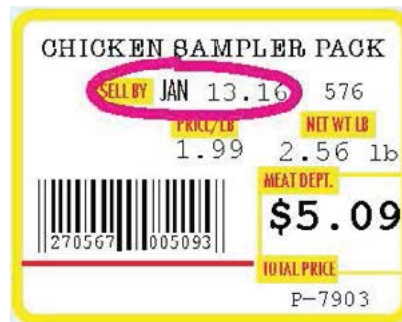 CHICKEN SAMPLER PACK
SELL BY JAN 13.16 576
PRICE/LB NET WT LB
1.99 2.56 lb
MEAT DEPT.
$5.09
270567 005093
TOTAL PRICE
P-7903